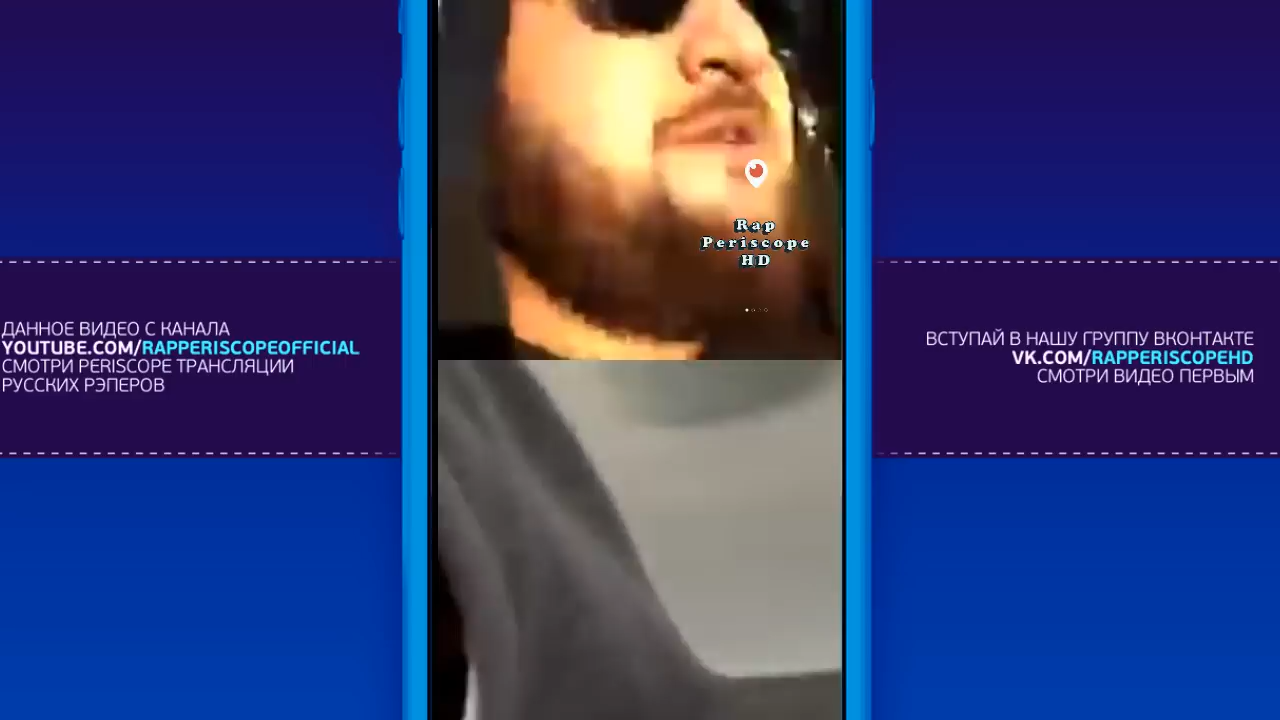 Rap
Periscope
HD
ДАННОЕ ВИДЕО С КАНАЛА
YOUTUBE.COM/RAPPERISCOPEOFFICIAL
СМОТРИ PERISCOPE ТРАНСЛЯЦИИ
РУССКИХ РЭПЕРОВ
ВСТУПАЙ В НАШУ ГРУППУ ВКОНТАКТЕ
VK.COM/RAPPERISCOPEHD
СМОТРИ ВИДЕО ПЕРВЫМ